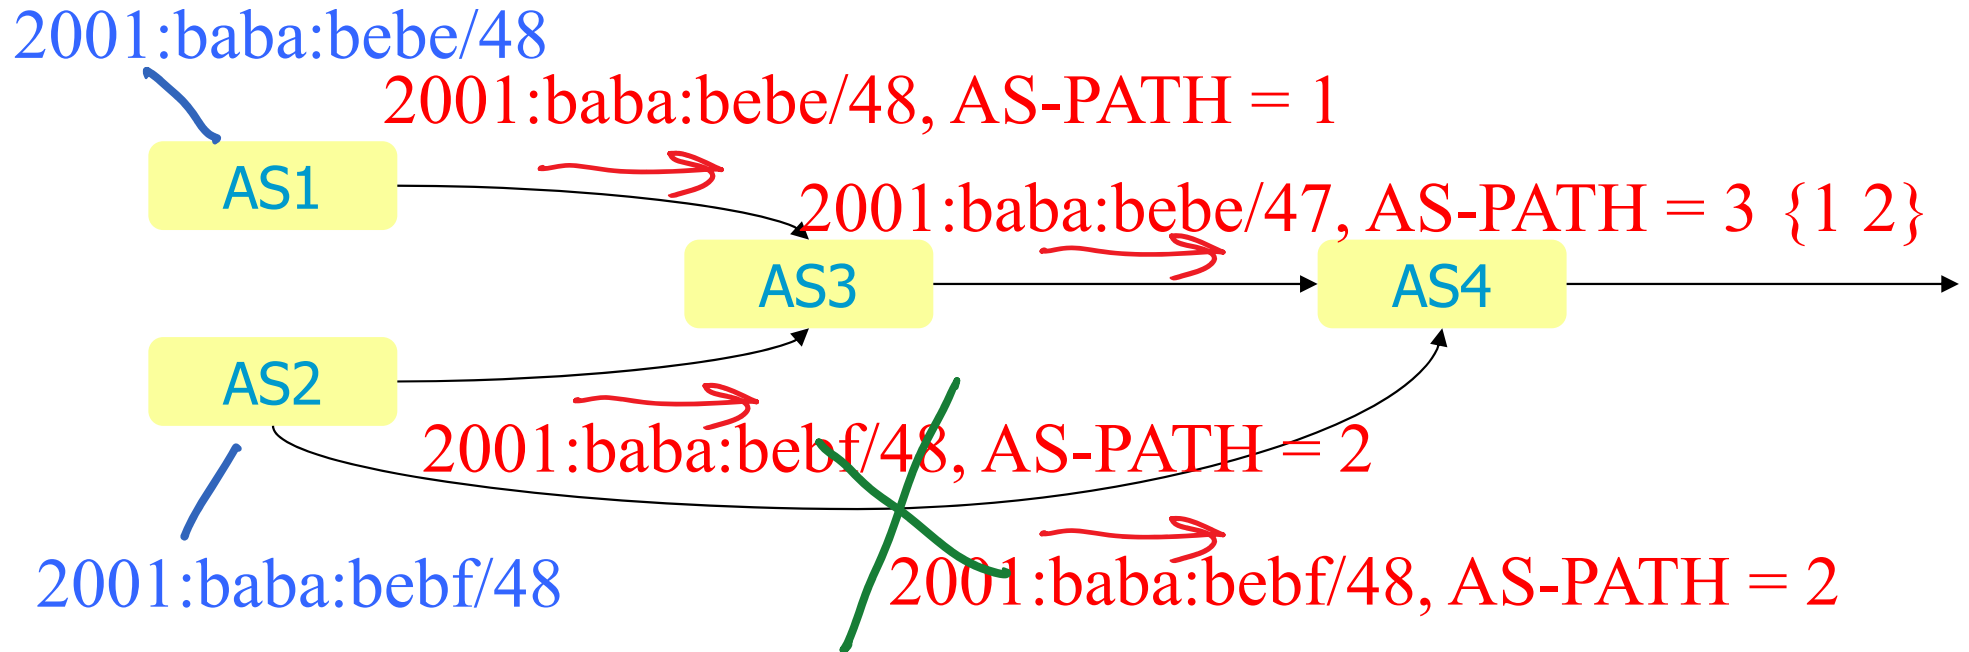 2001:baba:bebe/48
2001:baba:bebe/48, AS-PATH = 1
AS1
2001:baba:bebe/47, AS-PATH = 3 {1 2}
AS3
AS4
AS2
2001:baba:bebf/48, AS-PATH = 2
2001:baba:bebf/48
2001:baba:bebf/48, AS-PATH = 2